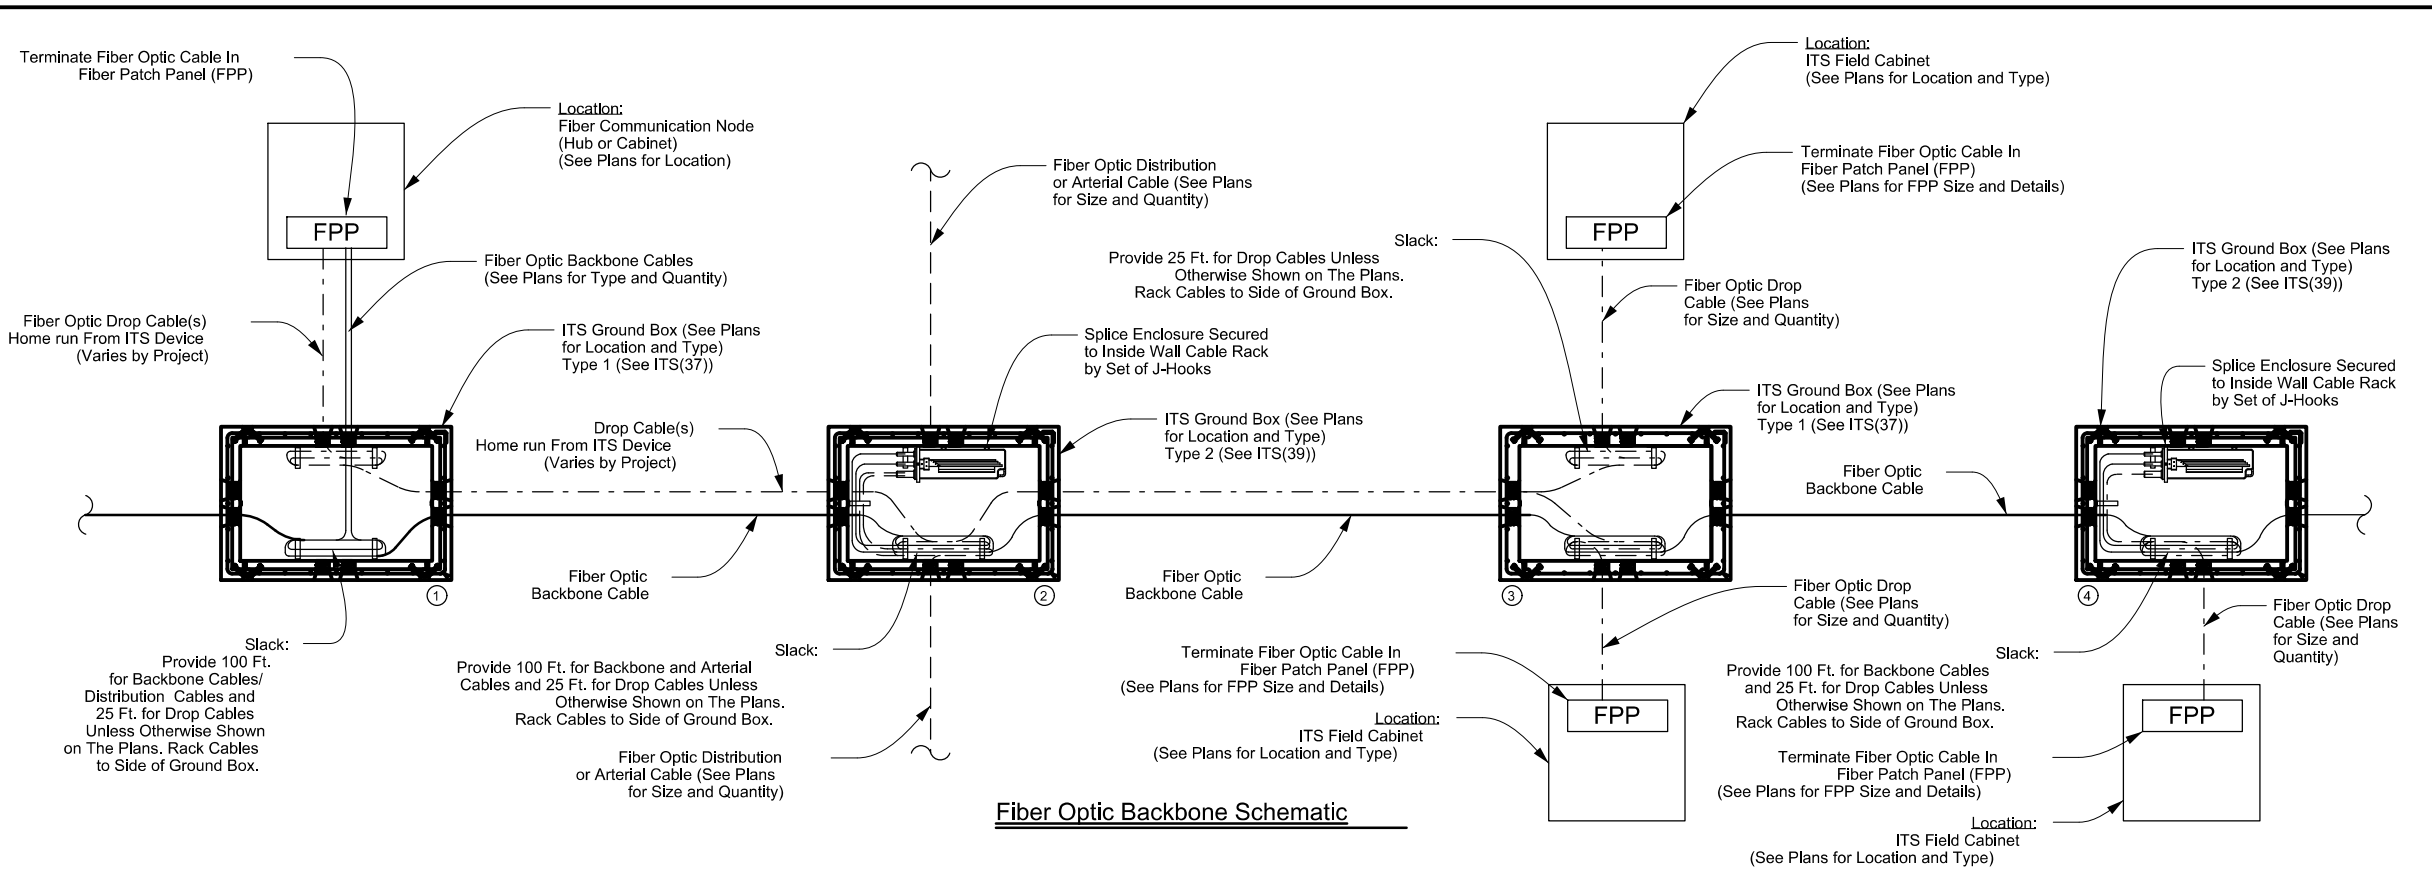 Terminate Fiber Optic Cable In
Fiber Patch Panel (FPP)
Location:
Fiber Communication Node
(Hub or Cabinet)
(See Plans for Location)
FPP
Fiber Optic Backbone Cables
(See Plans for Type and Quantity)
Fiber Optic Drop Cable(s)
Home run From ITS Device
(Varies by Project)
ITS Ground Box (See Plans
for Location and Type)
Type 1 (See ITS(37))
Drop Cable(s)
Home run From ITS Device
(Varies by Project)
1
Slack:
Provide 100 Ft.
for Backbone Cables/
Distribution Cables and
25 Ft. for Drop Cables
Unless Otherwise Shown
on The Plans. Rack Cables
to Side of Ground Box.
Fiber Optic
Backbone Cable
Fiber Optic Distribution
or Arterial Cable (See Plans
for Size and Quantity)
Splice Enclosure Secured
to Inside Wall Cable Rack
by Set of J-Hooks
ITS Ground Box (See Plans
for Location and Type)
Type 2 (See ITS(39))
2
Slack:
Provide 100 Ft. for Backbone and Arterial
Cables and 25 Ft. for Drop Cables Unless
Otherwise Shown on The Plans.
Rack Cables to Side of Ground Box.
Fiber Optic Distribution
or Arterial Cable (See Plans
for Size and Quantity)
Fiber Optic
Backbone Cable
Location:
ITS Field Cabinet
(See Plans for Location and Type)
Terminate Fiber Optic Cable In
Fiber Patch Panel (FPP)
(See Plans for FPP Size and Details)
FPP
Slack:
Provide 25 Ft. for Drop Cables Unless
Otherwise Shown on The Plans.
Rack Cables to Side of Ground Box.
Fiber Optic Drop
Cable (See Plans
for Size and Quantity)
ITS Ground Box (See Plans
for Location and Type)
Type 1 (See ITS(37))
3
Fiber Optic Drop
Cable (See Plans
for Size and Quantity)
Terminate Fiber Optic Cable In
Fiber Patch Panel (FPP)
(See Plans for FPP Size and Details)
FPP
Location:
ITS Field Cabinet
(See Plans for Location and Type)
Fiber Optic
Backbone Cable
ITS Ground Box (See Plans
for Location and Type)
Type 2 (See ITS(39))
Splice Enclosure Secured
to Inside Wall Cable Rack
by Set of J-Hooks
4
Fiber Optic Drop
Cable (See Plans
for Size and
Quantity)
Slack:
Provide 100 Ft. for Backbone Cables
and 25 Ft. for Drop Cables Unless
Otherwise Shown on The Plans.
Rack Cables to Side of Ground Box.
FPP
Terminate Fiber Optic Cable In
Fiber Patch Panel (FPP)
(See Plans for FPP Size and Details)
Location:
ITS Field Cabinet
(See Plans for Location and Type)
Fiber Optic Backbone Schematic